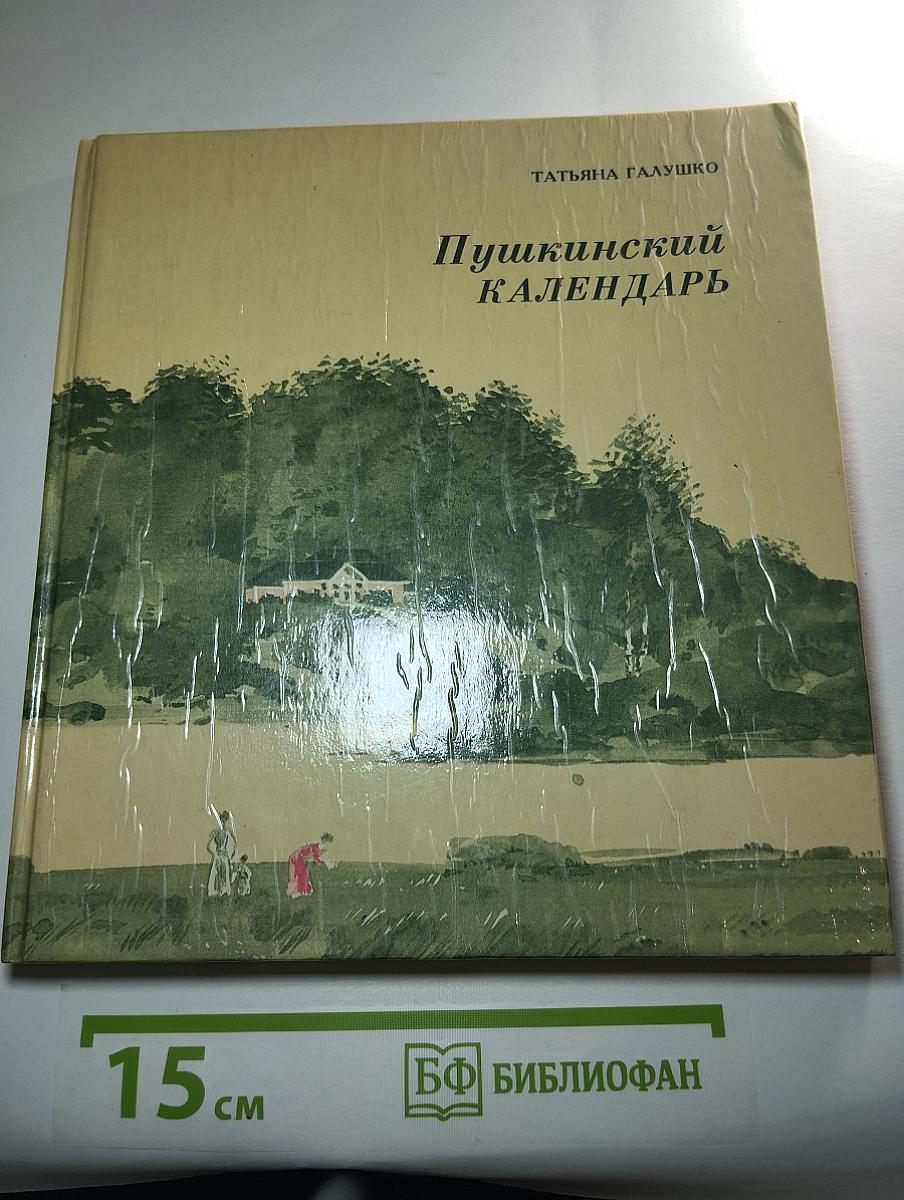 ТАТЬЯНА ГАЛУШКО
Пушкинский
КАЛЕНДАРЬ
15 см
БФ БИБЛИОФАН